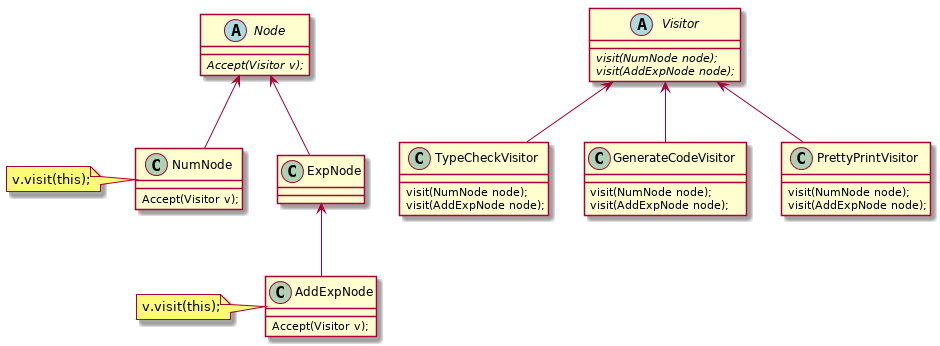 A Node
Accept(Visitor v);
A Visitor
visit(NumNode node);
visit(AddExpNode node);
v.visit(this);
C NumNode
Accept(Visitor v);
C ExpNode
C TypeCheckVisitor
visit(NumNode node);
visit(AddExpNode node);
C GenerateCodeVisitor
visit(NumNode node);
visit(AddExpNode node);
C PrettyPrintVisitor
visit(NumNode node);
visit(AddExpNode node);
v.visit(this);
C AddExpNode
Accept(Visitor v);